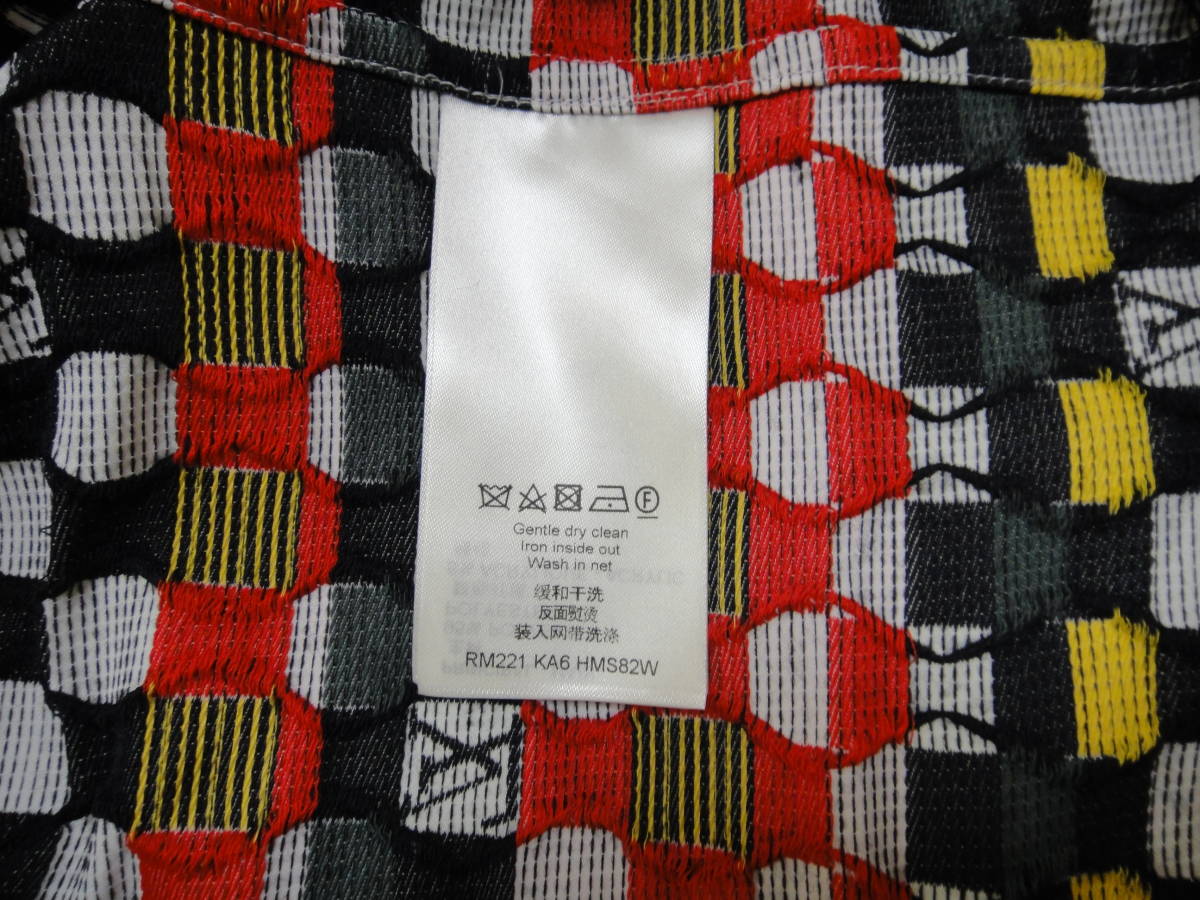 F
Gentle dry clean
Iron inside out
Wash in net
缓和干洗
反面熨烫
装入网带洗涤
RM221 KA6 HMS82W